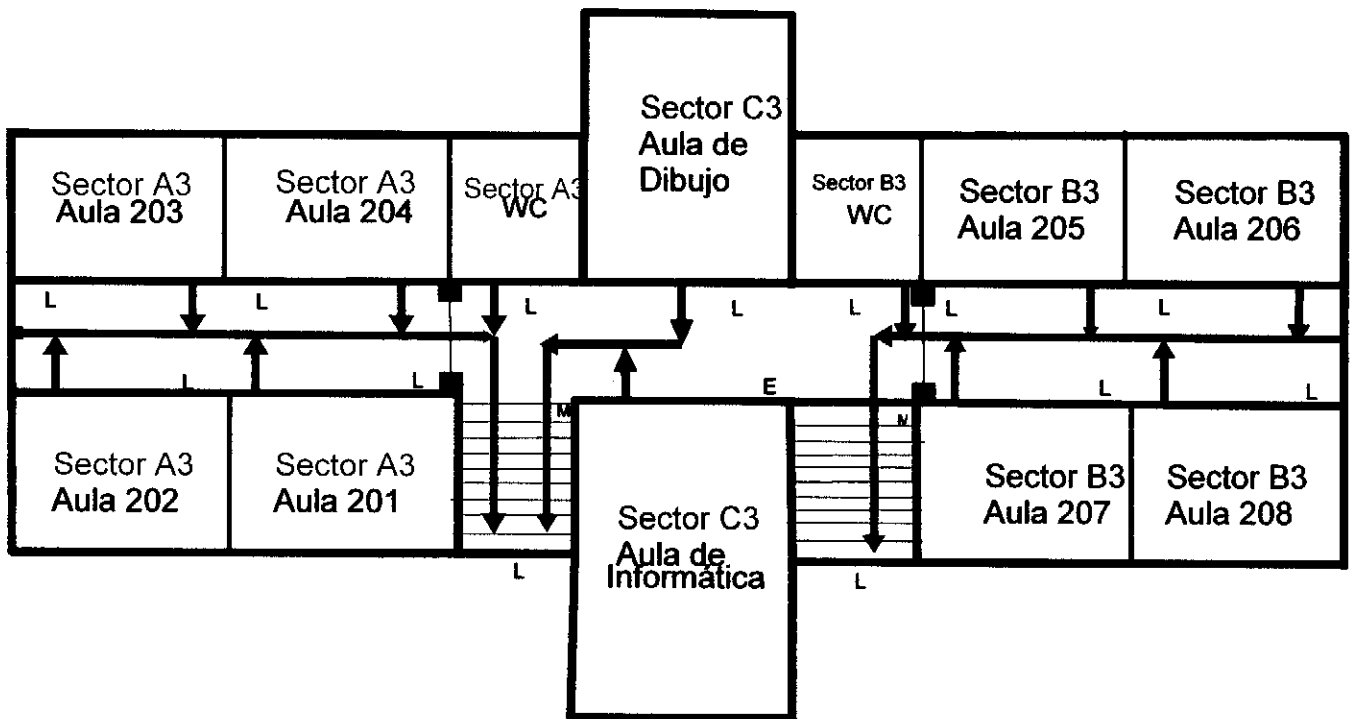 Sector C3
Aula de
Dibujo
Sector A3
Aula 203
Sector A3
Aula 204
Sector A3
WC
Sector B3
WC
Sector B3
Aula 205
Sector B3
Aula 206
L
L
L
L
L
L
L
L
L
E
L
L
M
M
Sector A3
Aula 202
Sector A3
Aula 201
Sector C3
Aula de
Informática
Sector B3
Aula 207
Sector B3
Aula 208
L
L